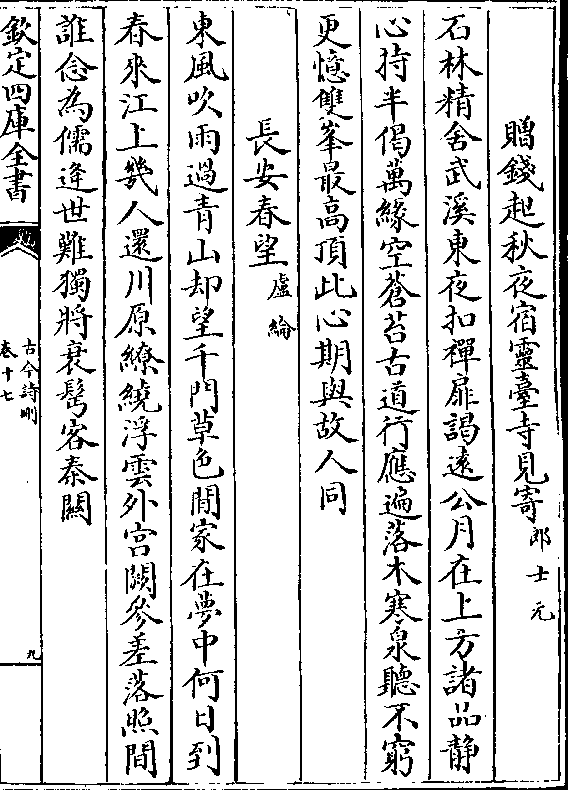 贈錢起秋夜宿靈臺寺見寄 郎士元
石林精舍武溪東夜扣禪扉謁遠公月在上方諸品靜
心持半偈萬緣空蒼苔古道行應遍落木寒泉聽不窮
更憶雙峯最高頂此心期與故人同
長安春望 盧綸
東風吹雨過青山却望千門草色閒家在夢中何日到
春來江上幾人還川原繚繞浮雲外宮闕參差落照間
誰念為儒逢世難獨將衰鬢客秦關
欽定四庫全書
古今詩刪
卷十七
九